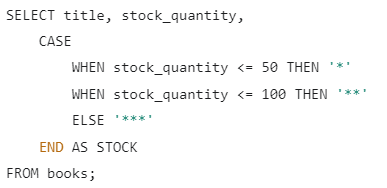 SELECT title, stock_quantity,
    CASE
        WHEN stock_quantity <= 50 THEN '*'
        WHEN stock_quantity <= 100 THEN '**'
        ELSE '***'
    END AS STOCK
FROM books;